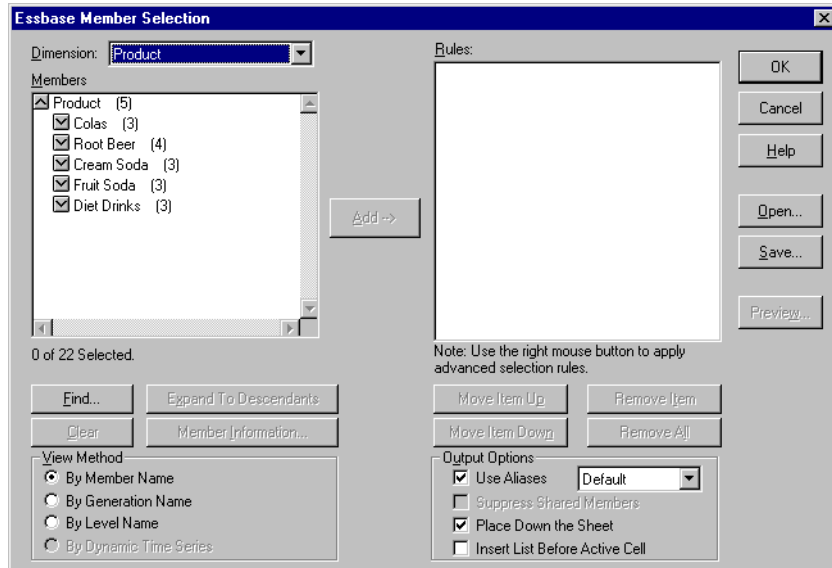 Essbase Member Selection
Dimension: Product
Members
Product (5)
Colas (3)
Root Beer (4)
Cream Soda (3)
Fruit Soda (3)
Diet Drinks (3)
0 of 22 Selected.
Find...
Expand To Descendants
Clear
Member Information...
View Method
By Member Name
By Generation Name
By Level Name
By Dynamic Time Series
Add -->
Rules:
Note: Use the right mouse button to apply
advanced selection rules.
Move Item Up
Remove Item
Move Item Down
Remove All
Output Options
Use Aliases Default
Suppress Shared Members
Place Down the Sheet
Insert List Before Active Cell
OK
Cancel
Help
Open...
Save...
Preview...